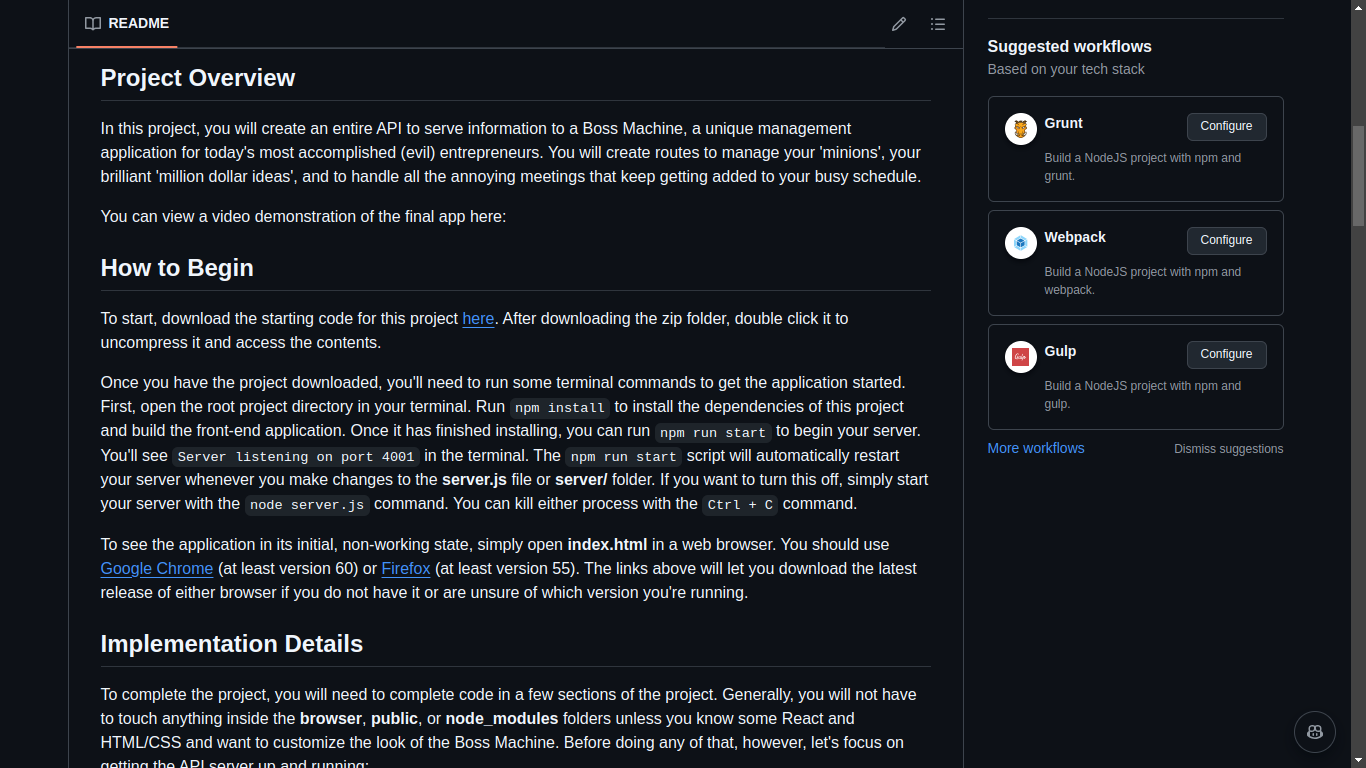 README
Project Overview
In this project, you will create an entire API to serve information to a Boss Machine, a unique management
application for today's most accomplished (evil) entrepreneurs. You will create routes to manage your 'minions', your
brilliant 'million dollar ideas', and to handle all the annoying meetings that keep getting added to your busy schedule.
You can view a video demonstration of the final app here:
How to Begin
To start, download the starting code for this project here. After downloading the zip folder, double click it to
uncompress it and access the contents.
Once you have the project downloaded, you'll need to run some terminal commands to get the application started.
First, open the root project directory in your terminal. Run npm install to install the dependencies of this project
and build the front-end application. Once it has finished installing, you can run npm run start to begin your server.
You'll see Server listening on port 4001 in the terminal. The npm run start script will automatically restart
your server whenever you make changes to the server.js file or server/ folder. If you want to turn this off, simply start
your server with the node server.js command. You can kill either process with the Ctrl + C command.
To see the application in its initial, non-working state, simply open index.html in a web browser. You should use
Google Chrome (at least version 60) or Firefox (at least version 55). The links above will let you download the latest
release of either browser if you do not have it or are unsure of which version you're running.
Implementation Details
To complete the project, you will need to complete code in a few sections of the project. Generally, you will not have
to touch anything inside the browser, public, or node_modules folders unless you know some React and
HTML/CSS and want to customize the look of the Boss Machine. Before doing any of that, however, let's focus on
getting the API server up and running:
Suggested workflows
Based on your tech stack
Grunt
Configure
Build a NodeJS project with npm and
grunt.
Webpack
Configure
Build a NodeJS project with npm and
webpack.
Gulp
Configure
Build a NodeJS project with npm and
gulp.
More workflows
Dismiss suggestions